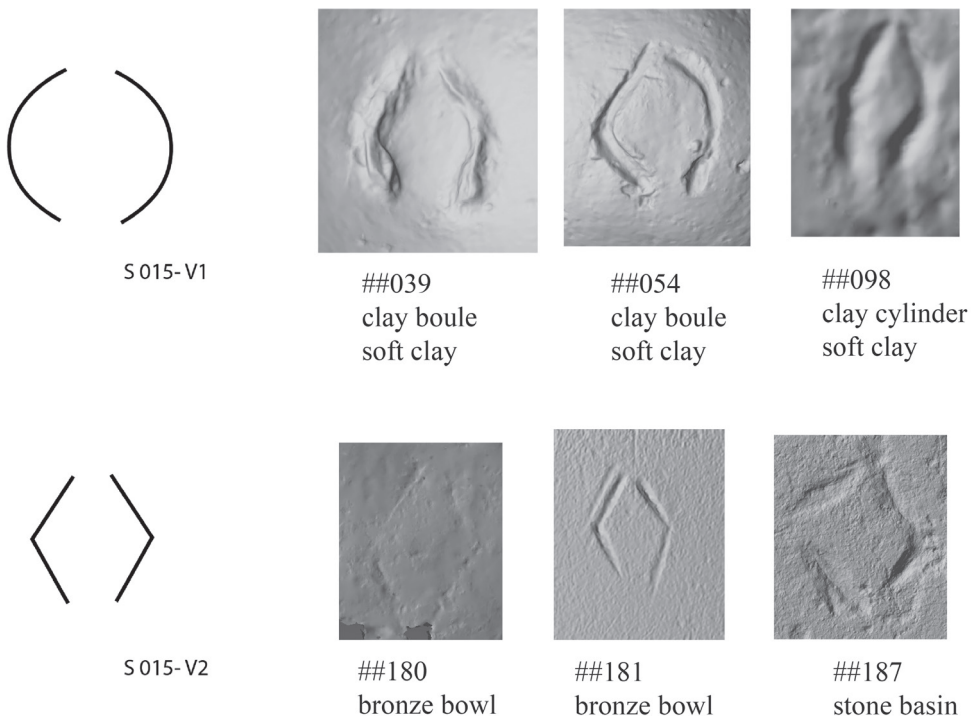 S 015- V1
##039
clay boule
soft clay
##054
clay boule
soft clay
##098
clay cylinder
soft clay
S 015- V2
##180
bronze bowl
##181
bronze bowl
##187
stone basin